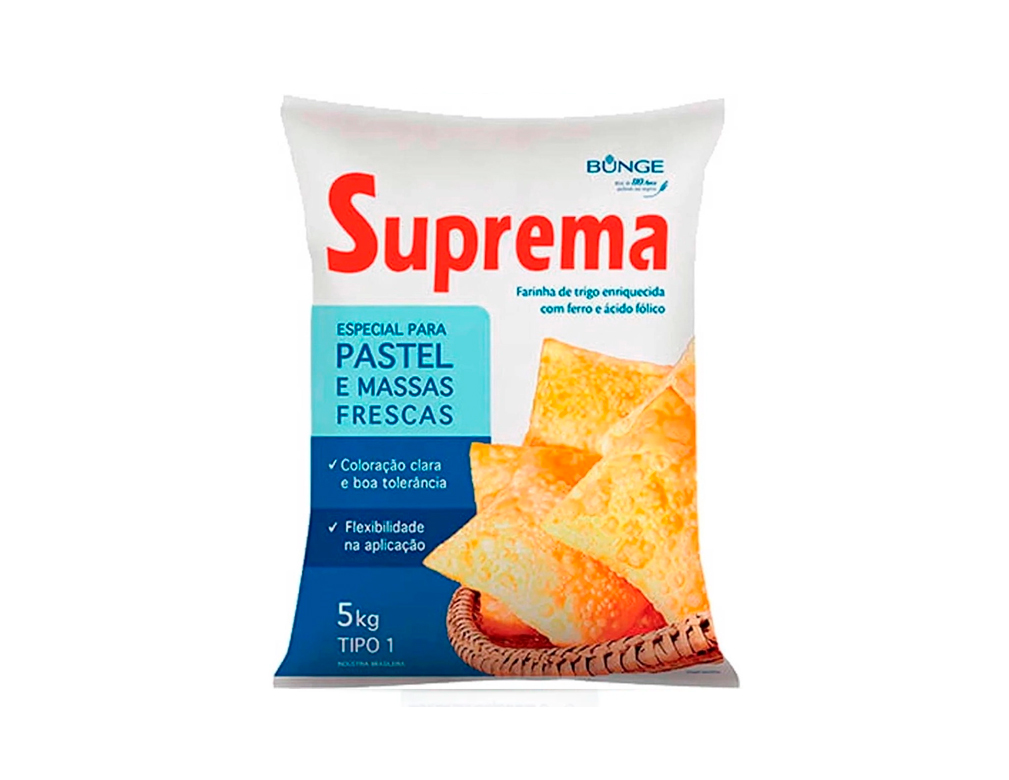 BUNGE
Suprema
Farinha de trigo enriquecida
com ferro e ácido fólico
ESPECIAL PARA
PASTEL
E MASSAS
FRESCAS
✓ Coloração clara
e boa tolerância
✓ Flexibilidade
na aplicação
5kg
TIPO 1
INDÚSTRIA BRASILEIRA